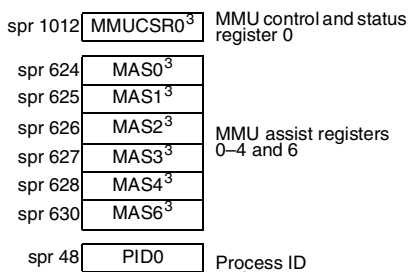 spr 1012 MMUCSR0³ MMU control and status
register 0
spr 624 MAS0³
spr 625 MAS1³
spr 626 MAS2³ MMU assist registers
spr 627 MAS3³ 0–4 and 6
spr 628 MAS4³
spr 630 MAS6³
spr 48 PID0 Process ID